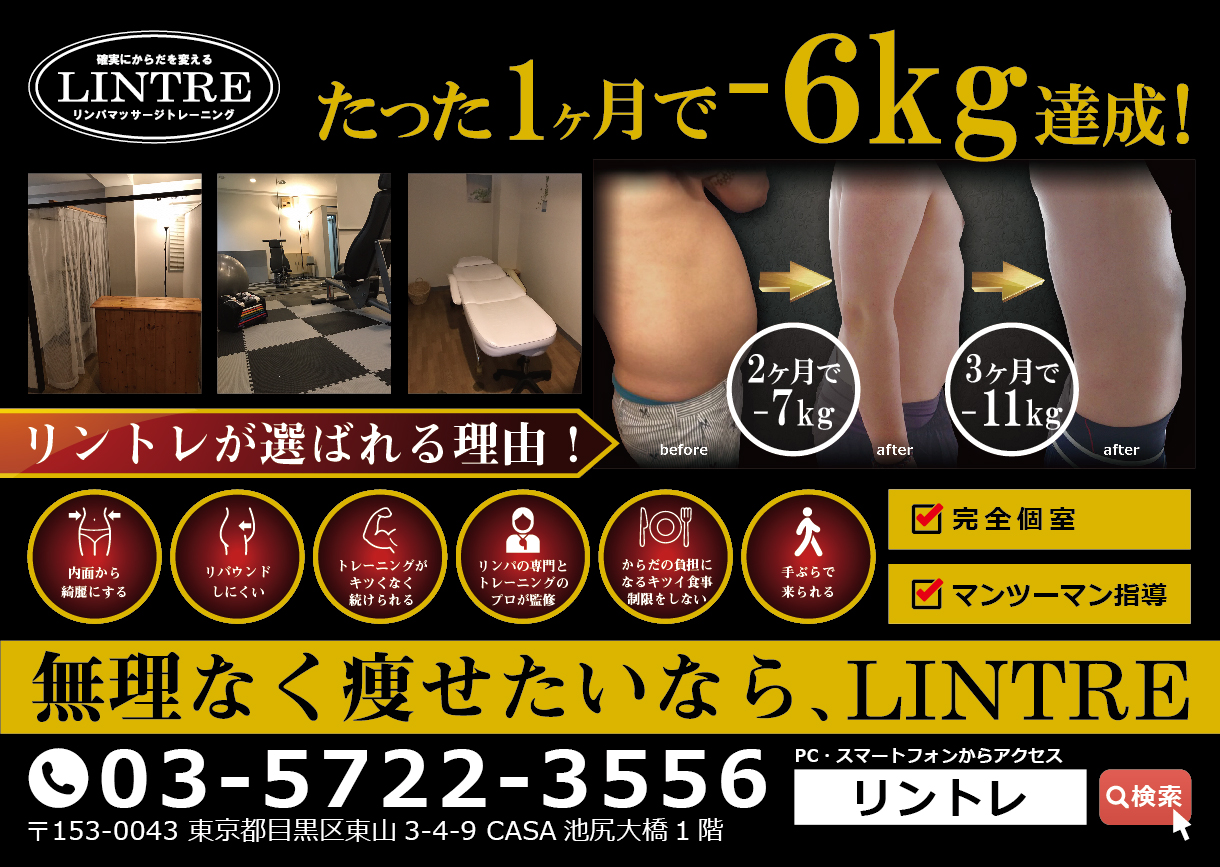 確実にからだを変える
LINTRE
リンパマッサージトレーニング
たった1ヶ月で-6kg達成!
2ヶ月で
-7kg
3ヶ月で
-11kg
before
after
after
リントレが選ばれる理由!
内面から
綺麗にする
リバウンド
しにくい
トレーニングが
キツくなく
続けられる
リンパの専門と
トレーニングの
プロが監修
からだの負担に
なるキツイ食事
制限をしない
手ぶらで
来られる
完全個室
マンツーマン指導
無理なく痩せたいなら、LINTRE
03-5722-3556
〒153-0043 東京都目黒区東山 3-4-9 CASA 池尻大橋 1 階
PC・スマートフォンからアクセス
リントレ
検索